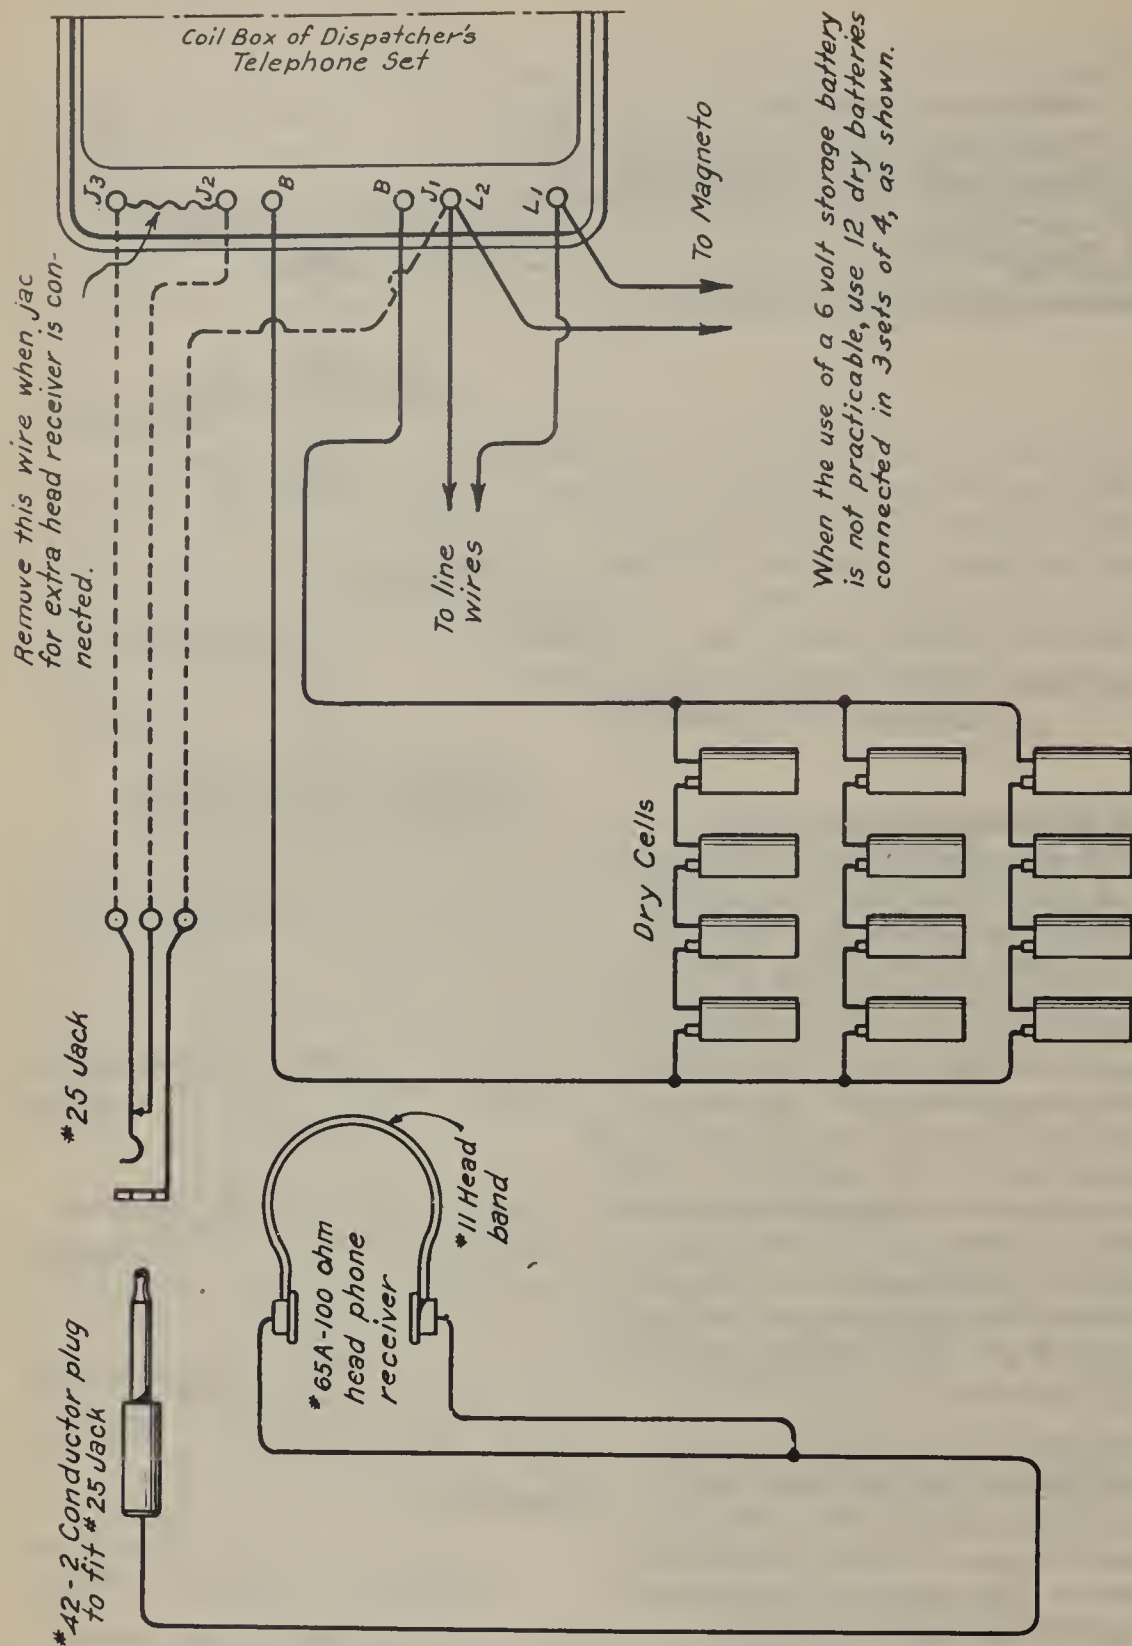 Coil Box of Dispatcher's
Telephone Set
Remove this wire when jac
for extra head receiver is con-
nected.
J3
J2
B
B
J1
L2
L1
To Magneto
To line
wires
When the use of a 6 volt storage battery
is not practicable, use 12 dry batteries
connected in 3 sets of 4, as shown.
Dry Cells
#25 Jack
#11 Head
band
#65A-100 ohm
head phone
receiver
#42-2 Conductor plug
to fit #25 Jack